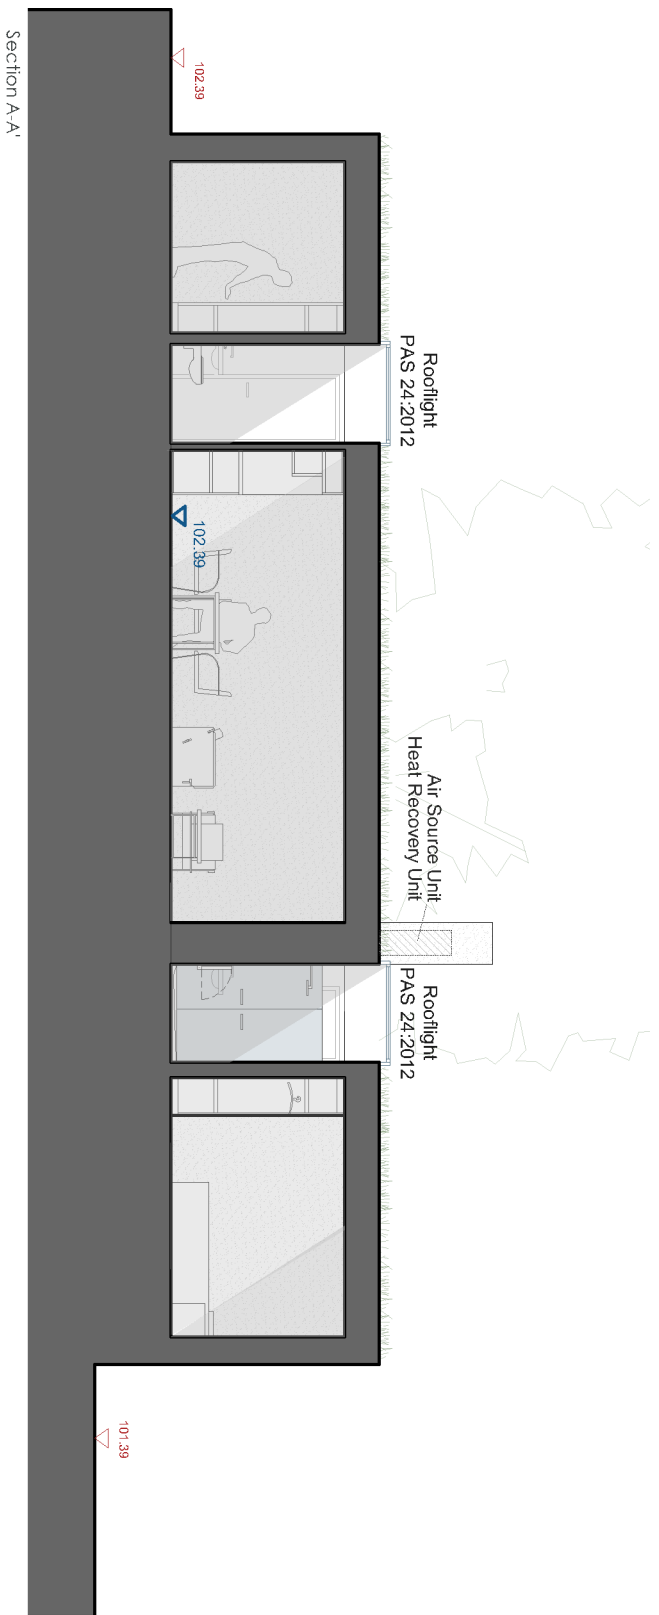 Rooflight
PAS 24:2012
Air Source Unit
Heat Recovery Unit
Rooflight
PAS 24:2012
102.39
102.39
101.39
Section A-A'